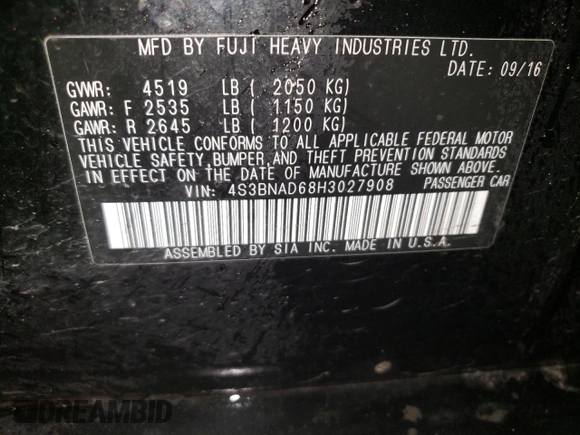 MFD BY FUJI HEAVY INDUSTRIES LTD.
DATE: 09/16
GVWR: 4519 LB ( 2050 KG)
GAWR: F 2535 LB ( 1150 KG)
GAWR: R 2645 LB ( 1200 KG)
THIS VEHICLE CONFORMS TO ALL APPLICABLE FEDERAL MOTOR
VEHICLE SAFETY, BUMPER, AND THEFT PREVENTION STANDARDS
IN EFFECT ON THE DATE OF MANUFACTURE SHOWN ABOVE.
VIN: 4S3BNAD68H3027908 PASSENGER CAR
ASSEMBLED BY SIA INC. MADE IN U.S.A.
DREAMBID